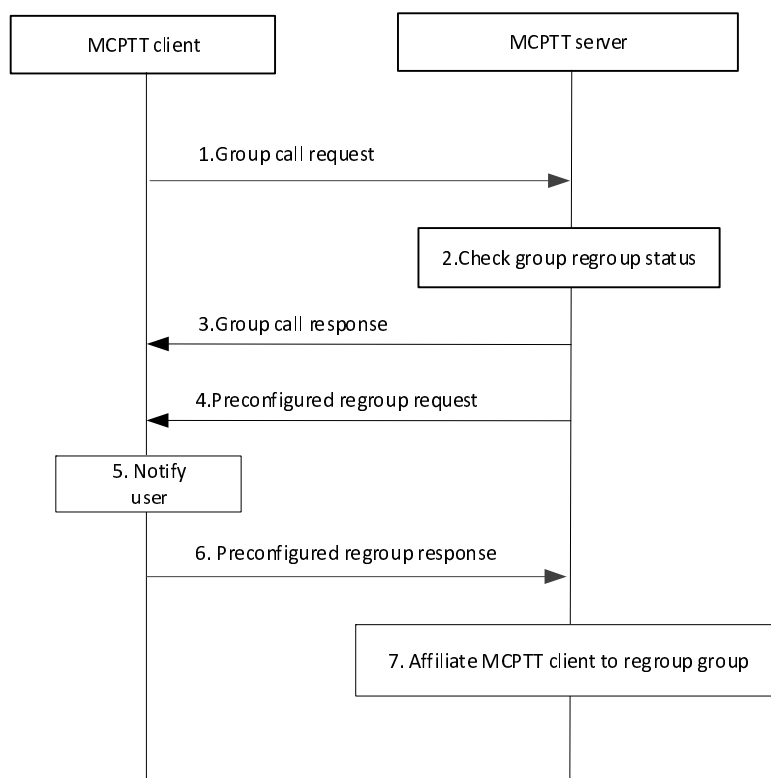 MCPTT client
MCPTT server
1.Group call request
2.Check group regroup status
3.Group call response
4.Preconfigured regroup request
5. Notify
user
6. Preconfigured regroup response
7. Affiliate MCPTT client to regroup group